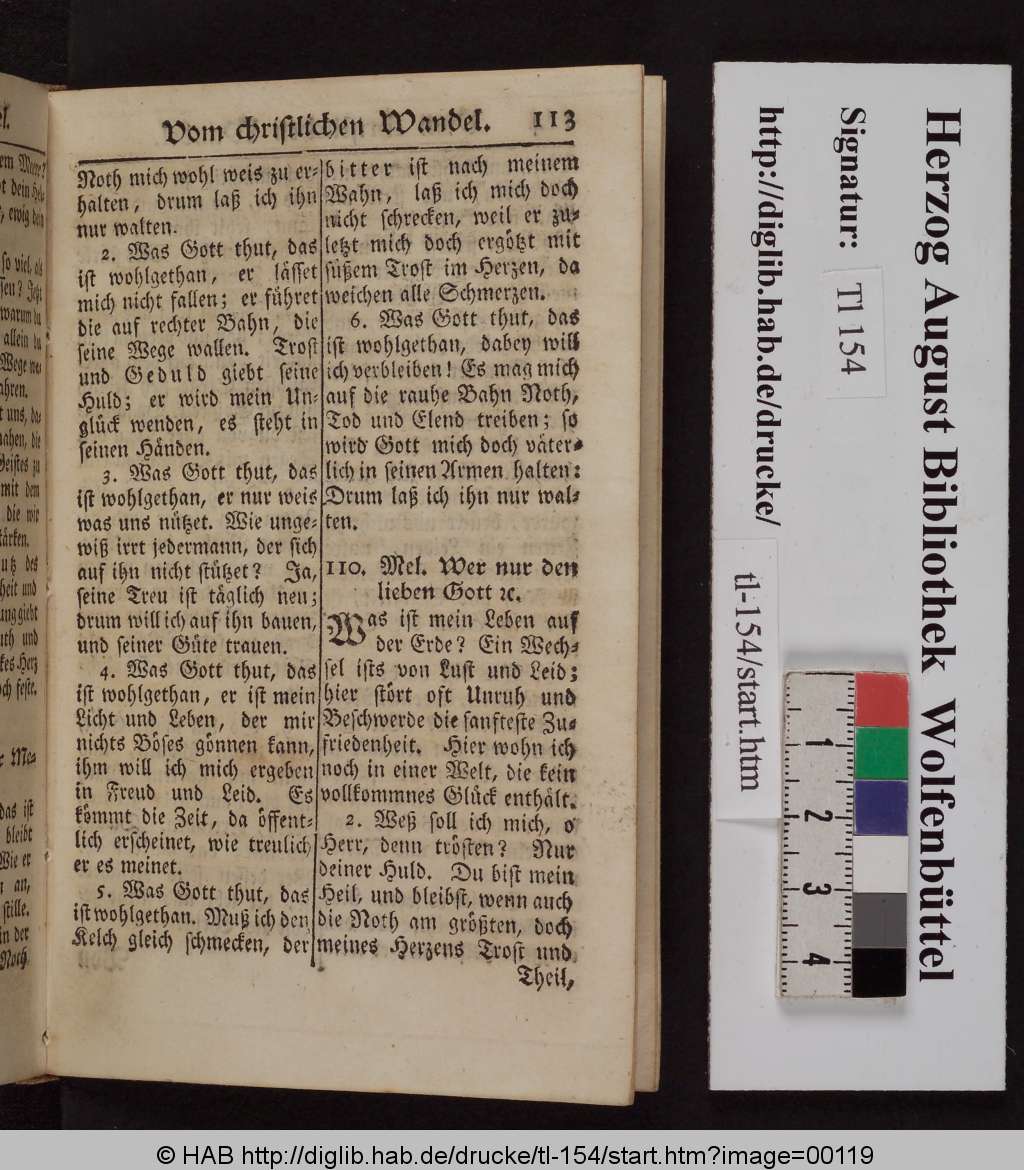 Vom christlichen Wandel. 113
Noth mich wohl weis zu er-
halten, drum laß ich ihn
nur walten.
2. Was Gott thut, das
ist wohlgethan, er lässet
mich nicht fallen; er führet
die auf rechter Bahn, die
seine Wege wallen. Trost
und Geduld giebt seine
Huld; er wird mein Un-
glück wenden, es steht in
seinen Händen.
3. Was Gott thut, das
ist wohlgethan, er nur weis
was uns nützet. Wie unge-
wiß irrt jedermann, der sich
auf ihn nicht stützet? Ja,
seine Treu ist täglich neu;
drum will ich auf ihn bauen,
und seiner Güte trauen.
4. Was Gott thut, das
ist wohlgethan, er ist mein
Licht und Leben, der mir
nichts Böses gönnen kann,
ihm will ich mich ergeben
in Freud und Leid. Es
kömmt die Zeit, da öffent-
lich erscheinet, wie treulich
er es meinet.
5. Was Gott thut, das
ist wohlgethan. Muß ich den
Kelch gleich schmecken, der
bitter ist nach meinem
Wahn, laß ich mich doch
nicht schrecken, weil er zu-
letzt mich doch ergötzt mit
süßem Trost im Herzen, da
weichen alle Schmerzen.
6. Was Gott thut, das
ist wohlgethan, dabey will
ich verbleiben! Es mag mich
auf die rauhe Bahn Noth,
Tod und Elend treiben; so
wird Gott mich doch väter-
lich in seinen Armen halten:
Drum laß ich ihn nur wal-
ten.
110. Mel. Wer nur den
lieben Gott ꝛc.
Was ist mein Leben auf
der Erde? Ein Wech-
sel ists von Lust und Leid;
hier stört oft Unruh und
Beschwerde die sanfteste Zu-
friedenheit. Hier wohn ich
noch in einer Welt, die kein
vollkommnes Glück enthält.
2. Weß soll ich mich, o
Herr, denn trösten? Nur
deiner Huld. Du bist mein
Heil, und bleibst, wenn auch
die Noth am größten, doch
meines Herzens Trost und
Theil,
Herzog August Bibliothek Wolfenbüttel
Signatur: Tl 154
http://diglib.hab.de/drucke/
tl-154/start.htm
1
2
3
4
© HAB http://diglib.hab.de/drucke/tl-154/start.htm?image=00119